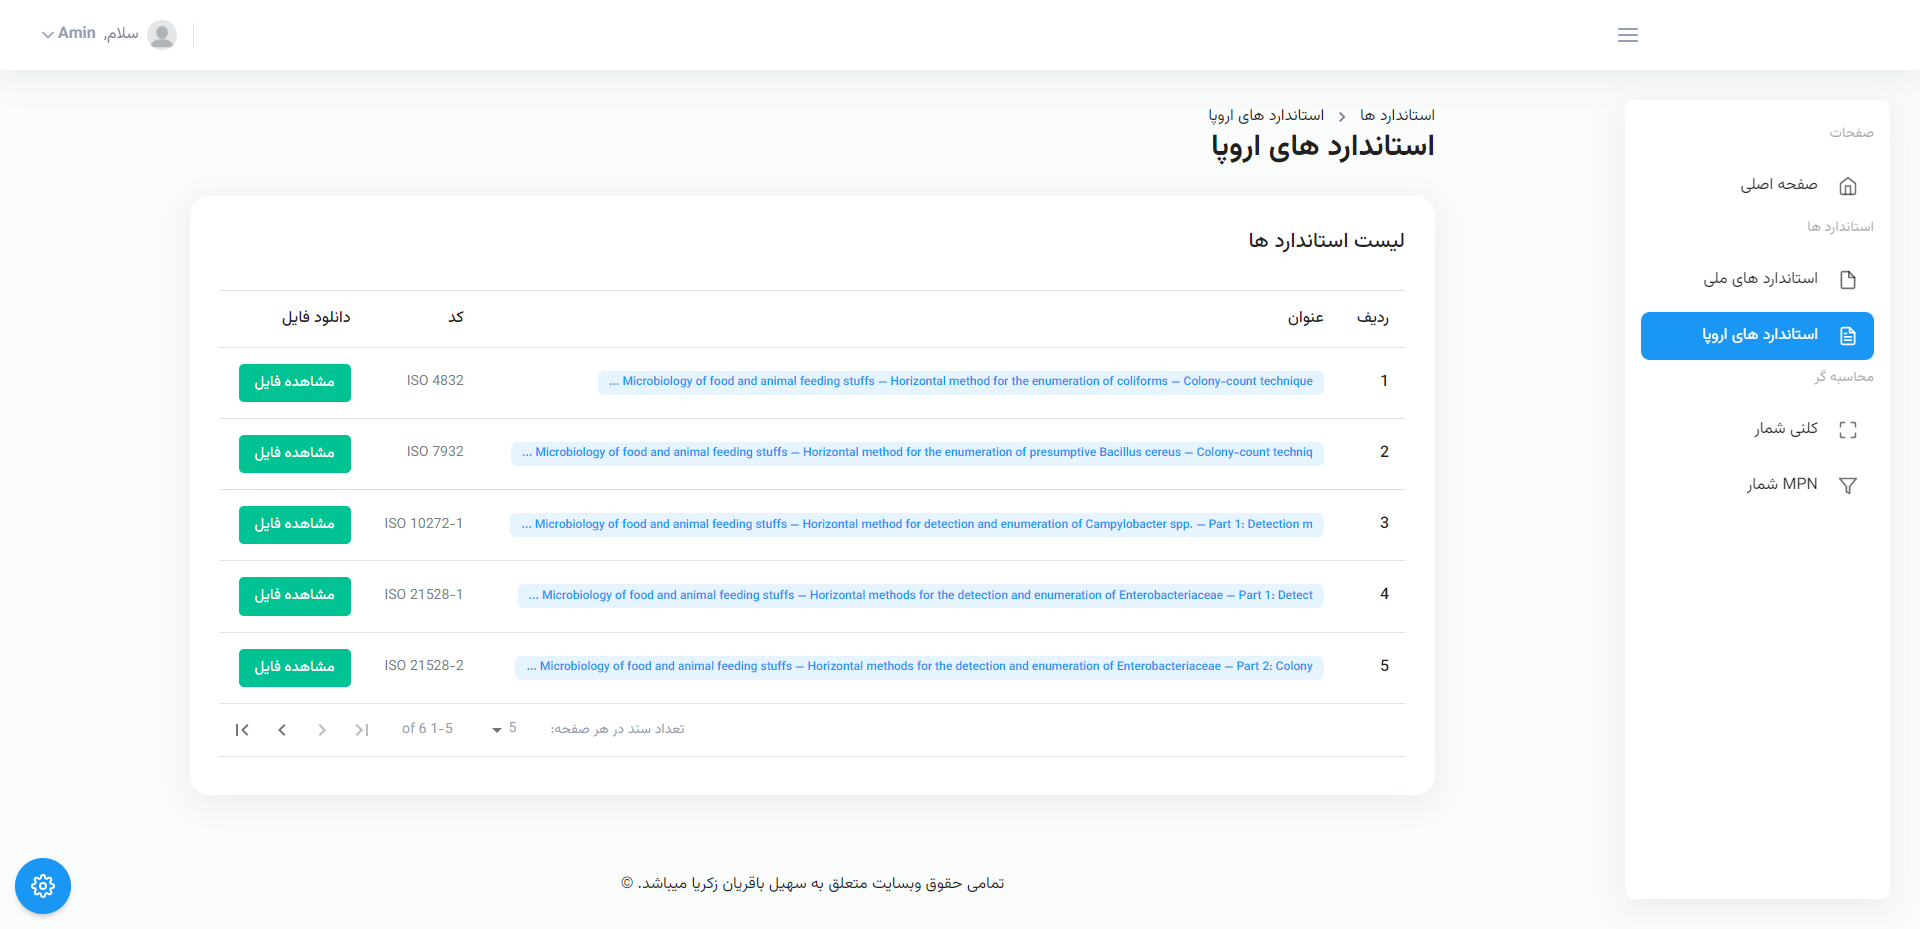 سلام, Amin
صفحات
صفحه اصلی
استاندارد ها
استاندارد های ملی
استاندارد های اروپا
محاسبه گر
کلنی شمار
MPN شمار
استاندارد ها > استاندارد های اروپا
استاندارد های اروپا
لیست استاندارد ها
ردیف عنوان کد دانلود فایل
1 Microbiology of food and animal feeding stuffs — Horizontal method for the enumeration of coliforms — Colony-count technique ... ISO 4832 مشاهده فایل
2 Microbiology of food and animal feeding stuffs — Horizontal method for the enumeration of presumptive Bacillus cereus — Colony-count techniq ... ISO 7932 مشاهده فایل
3 Microbiology of food and animal feeding stuffs — Horizontal method for detection and enumeration of Campylobacter spp. — Part 1: Detection m ... ISO 10272-1 مشاهده فایل
4 Microbiology of food and animal feeding stuffs — Horizontal methods for the detection and enumeration of Enterobacteriaceae — Part 1: Detect ... ISO 21528-1 مشاهده فایل
5 Microbiology of food and animal feeding stuffs — Horizontal methods for the detection and enumeration of Enterobacteriaceae — Part 2: Colony ... ISO 21528-2 مشاهده فایل
تعداد سند در هر صفحه: 5 1-5 of 6
تمامی حقوق وبسایت متعلق به سهیل باقریان زکریا میباشد. ©